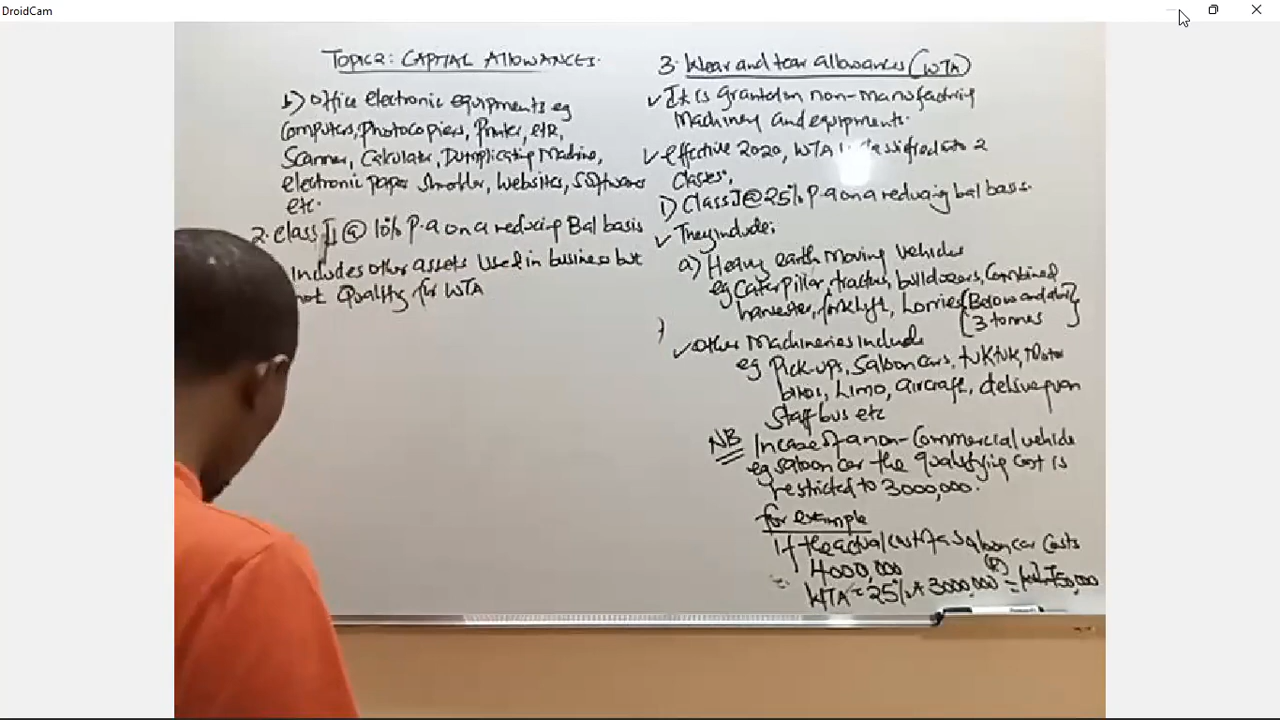 DroidCam
TOPIC 2: CAPITAL ALLOWANCES.
b) Office electronic equipments eg
Computers, Photocopiers, Printer, ETR,
Scanner, Calculator, Duplicating Machine,
electronic paper Shredder, Websites, Softwares
etc.
2. Class II @ 10% P.a on a reducing Bal basis
Includes other assets Used in business but
not Qualify for WTA
3. Wear and tear allowances (WTA)
✓ It is granted on non-manufacturing
Machinery and equipments.
✓ effective 2020, WTA is classified into 2
Classes,
i) Class I @ 25% P.a on a reducing bal basis.
✓ They include;
a) Heavy earth Moving Vehicles
eg Caterpillar, tractors, bulldozers, Combined
harvester, forklift, Lorries {Below and above}
{3 tonnes}
✓ Other Machineries include
eg Pick-ups, Saloon cars, tuktuk, Motor
bikes, Limo, aircraft, delivery van
Staff bus etc
NB In case of a non-Commercial vehicle
eg saloon car the qualifying cost is
restricted to 3000,000.
for example
If the actual cost of a Saloon car Costs
4000,000
WTA = 25% × 3000,000 = 750,000